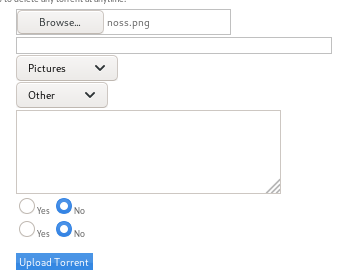 to delete any torrent at anytime.
Browse... noss.png
Pictures
Other
Yes No
Yes No
Upload Torrent